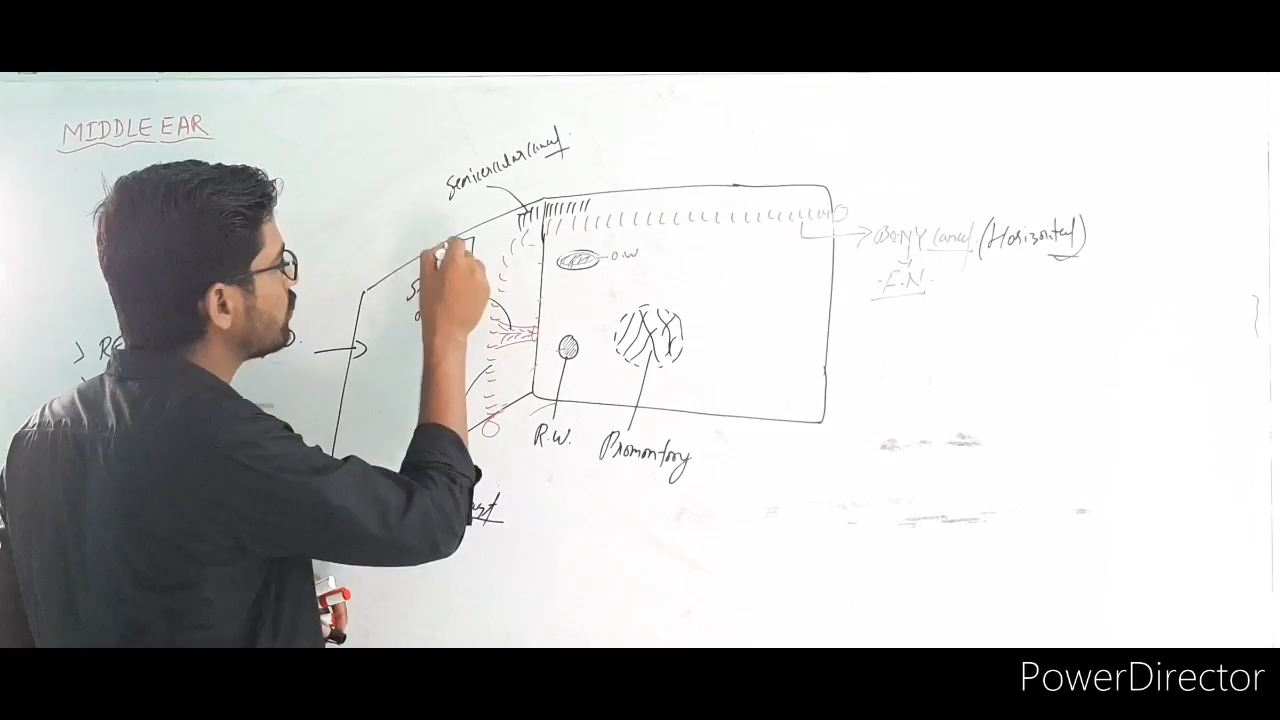 MIDDLE EAR
Semicircular canal
O.W
BONY canal (Horizontal)
F.N.
R.W.
Promontory
PowerDirector